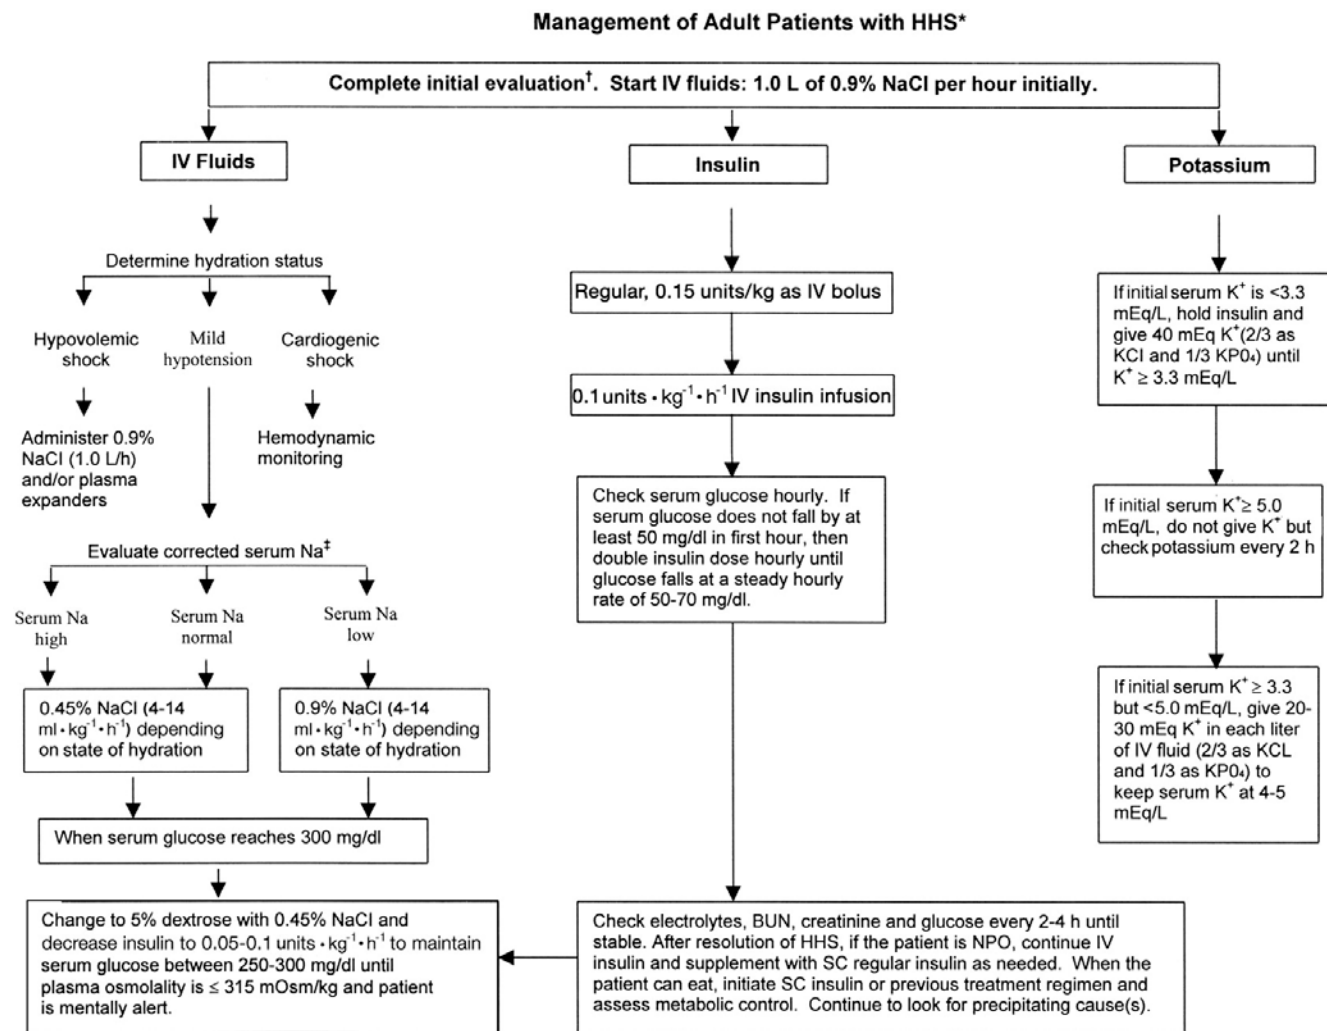 Management of Adult Patients with HHS*
Complete initial evaluation†. Start IV fluids: 1.0 L of 0.9% NaCl per hour initially.
IV Fluids
Determine hydration status
Hypovolemic
shock
Mild
hypotension
Cardiogenic
shock
Administer 0.9%
NaCl (1.0 L/h)
and/or plasma
expanders
Hemodynamic
monitoring
Evaluate corrected serum Na‡
Serum Na
high
Serum Na
normal
Serum Na
low
0.45% NaCl (4-14
ml·kg⁻¹·h⁻¹) depending
on state of hydration
0.9% NaCl (4-14
ml·kg⁻¹·h⁻¹) depending
on state of hydration
When serum glucose reaches 300 mg/dl
Change to 5% dextrose with 0.45% NaCl and
decrease insulin to 0.05-0.1 units·kg⁻¹·h⁻¹ to maintain
serum glucose between 250-300 mg/dl until
plasma osmolality is ≤ 315 mOsm/kg and patient
is mentally alert.
Insulin
Regular, 0.15 units/kg as IV bolus
0.1 units·kg⁻¹·h⁻¹ IV insulin infusion
Check serum glucose hourly. If
serum glucose does not fall by at
least 50 mg/dl in first hour, then
double insulin dose hourly until
glucose falls at a steady hourly
rate of 50-70 mg/dl.
Check electrolytes, BUN, creatinine and glucose every 2-4 h until
stable. After resolution of HHS, if the patient is NPO, continue IV
insulin and supplement with SC regular insulin as needed. When the
patient can eat, initiate SC insulin or previous treatment regimen and
assess metabolic control. Continue to look for precipitating cause(s).
Potassium
If initial serum K⁺ is <3.3
mEq/L, hold insulin and
give 40 mEq K⁺(2/3 as
KCl and 1/3 KP0₄) until
K⁺ ≥ 3.3 mEq/L
If initial serum K⁺≥ 5.0
mEq/L, do not give K⁺ but
check potassium every 2 h
If initial serum K⁺ ≥ 3.3
but <5.0 mEq/L, give 20-
30 mEq K⁺ in each liter
of IV fluid (2/3 as KCL
and 1/3 as KP0₄) to
keep serum K⁺ at 4-5
mEq/L